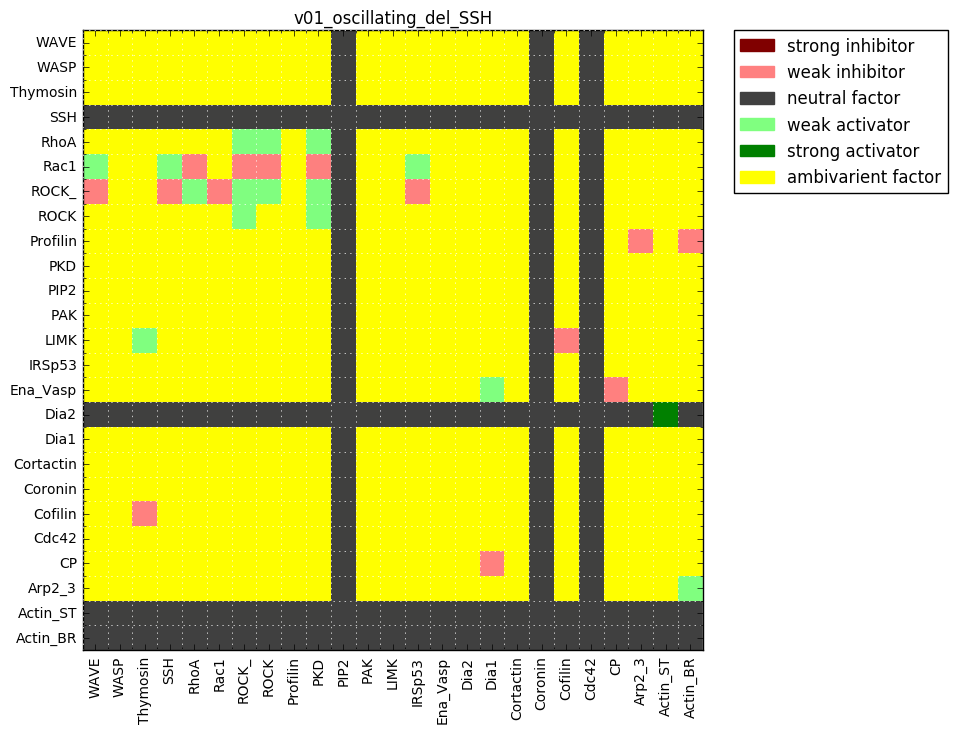 v01_oscillating_del_SSH
WAVE
WASP
Thymosin
SSH
RhoA
Rac1
ROCK_
ROCK
Profilin
PKD
PIP2
PAK
LIMK
IRSp53
Ena_Vasp
Dia2
Dia1
Cortactin
Coronin
Cofilin
Cdc42
CP
Arp2_3
Actin_ST
Actin_BR
WAVE
WASP
Thymosin
SSH
RhoA
Rac1
ROCK_
ROCK
Profilin
PKD
PIP2
PAK
LIMK
IRSp53
Ena_Vasp
Dia2
Dia1
Cortactin
Coronin
Cofilin
Cdc42
CP
Arp2_3
Actin_ST
Actin_BR
strong inhibitor
weak inhibitor
neutral factor
weak activator
strong activator
ambivarient factor